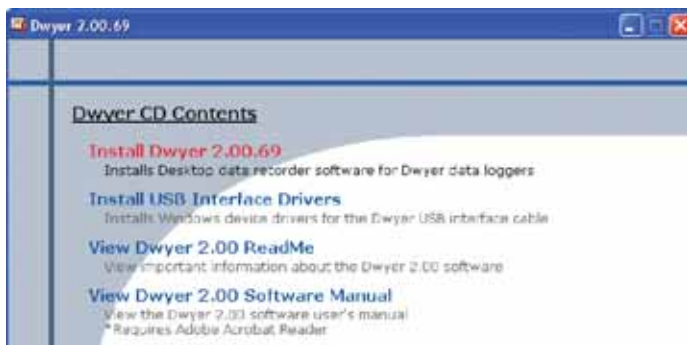 Dwyer 2.00.69
Dwyer CD Contents
Install Dwyer 2.00.69
Installs Desktop data recorder software for Dwyer data loggers
Install USB Interface Drivers
Installs Windows device drivers for the Dwyer USB interface cable
View Dwyer 2.00 ReadMe
View important information about the Dwyer 2.00 software
View Dwyer 2.00 Software Manual
View the Dwyer 2.00 software user's manual
*Requires Adobe Acrobat Reader